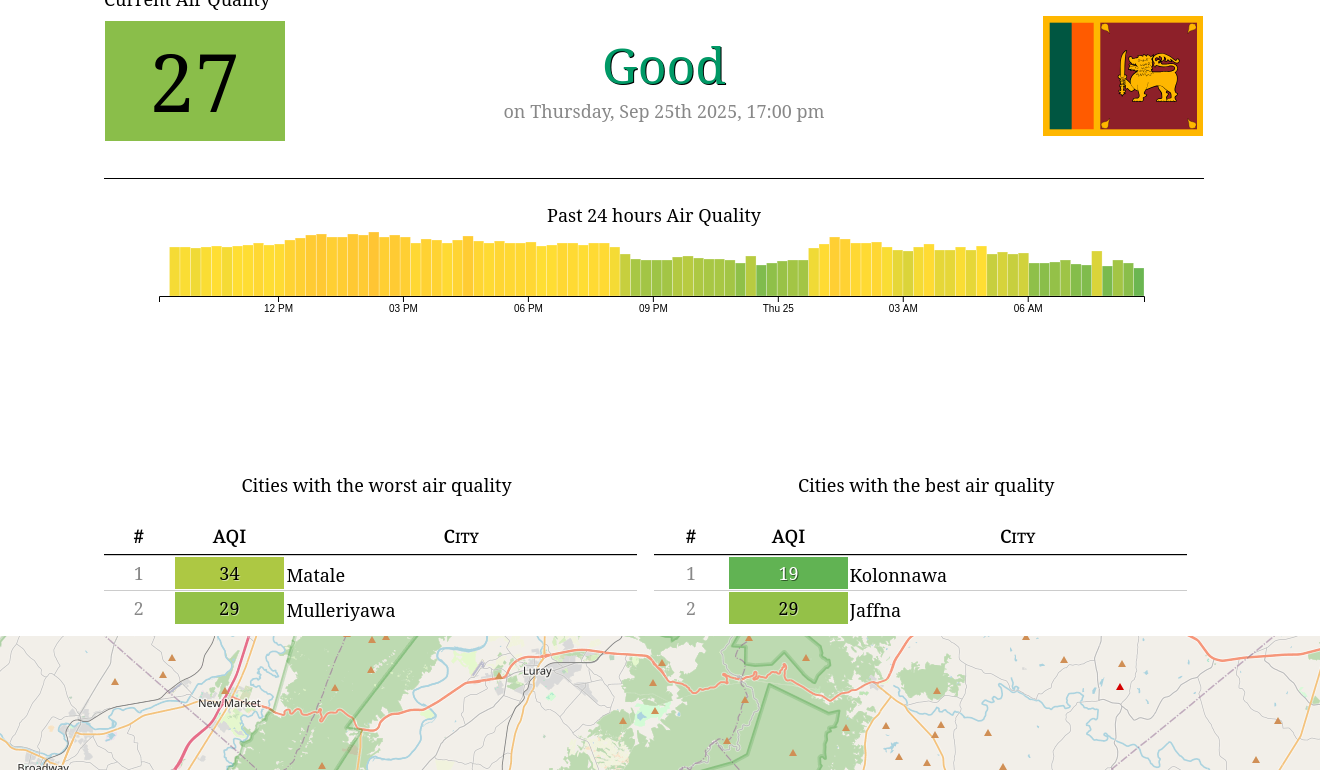 Current Air Quality
27
Good
on Thursday, Sep 25th 2025, 17:00 pm
Past 24 hours Air Quality
12 PM 03 PM 06 PM 09 PM Thu 25 03 AM 06 AM
Cities with the worst air quality
# AQI City
1 34 Matale
2 29 Mulleriyawa
Cities with the best air quality
# AQI City
1 19 Kolonnawa
2 29 Jaffna
Luray
New Market
Broadway